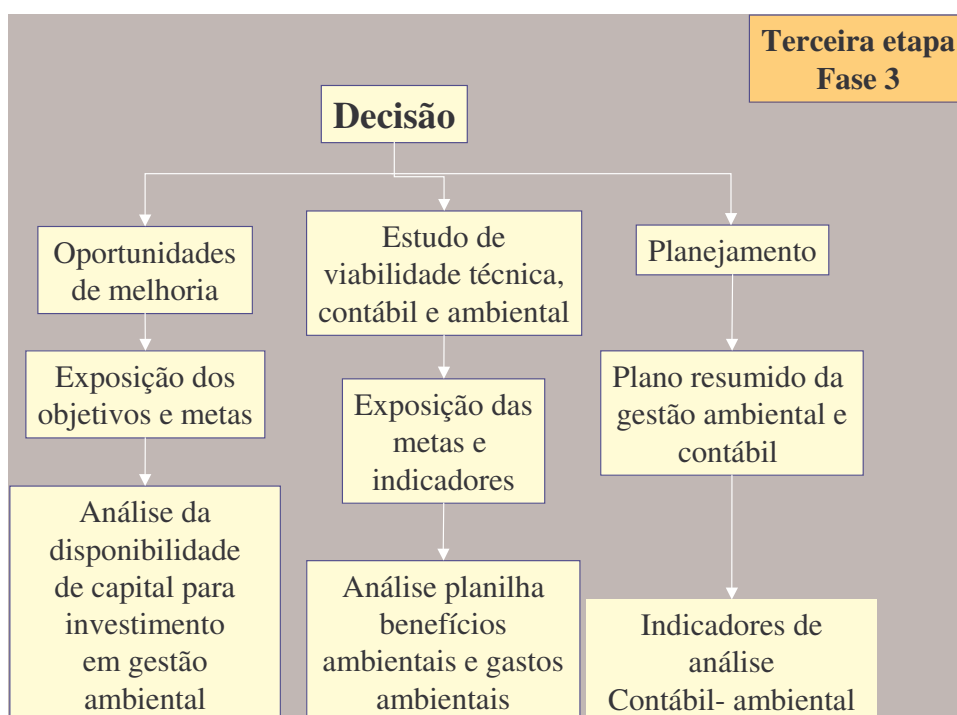 Terceira etapa
Fase 3
Decisão
Oportunidades
de melhoria
Exposição dos
objetivos e metas
Análise da
disponibilidade
de capital para
investimento
em gestão
ambiental
Estudo de
viabilidade técnica,
contábil e ambiental
Exposição das
metas e
indicadores
Análise planilha
benefícios
ambientais e gastos
ambientais
Planejamento
Plano resumido da
gestão ambiental e
contábil
Indicadores de
análise
Contábil- ambiental